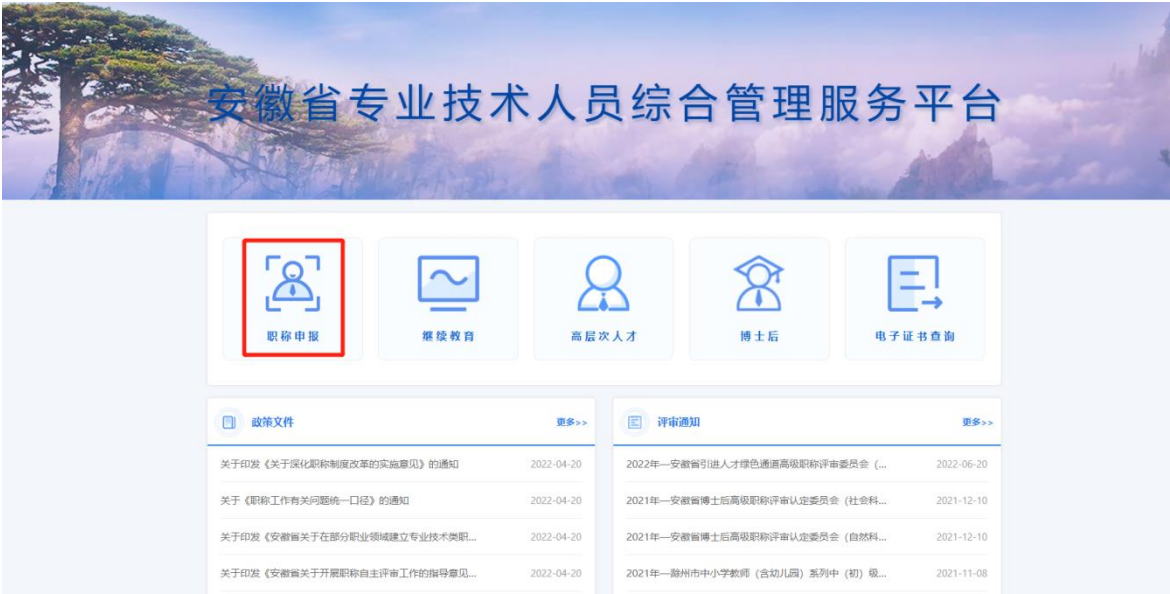 安徽省专业技术人员综合管理服务平台
职称申报 继续教育 高层次人才 博士后 电子证书查询
政策文件 更多>>
关于印发《关于深化职称制度改革的实施意见》的通知 2022-04-20
关于《职称工作有关问题统一口径》的通知 2022-04-20
关于印发《安徽省关于在部分职业领域建立专业技术类职... 2022-04-20
关于印发《安徽省关于开展职称自主评审工作的指导意见... 2022-04-20
评审通知 更多>>
2022年—安徽省引进人才绿色通道高级职称评审委员会（... 2022-06-20
2021年—安徽省博士后高级职称评审认定委员会（社会科... 2021-12-10
2021年—安徽省博士后高级职称评审认定委员会（自然科... 2021-12-10
2021年—滁州市中小学教师（含幼儿园）系列中（初）级... 2021-11-08